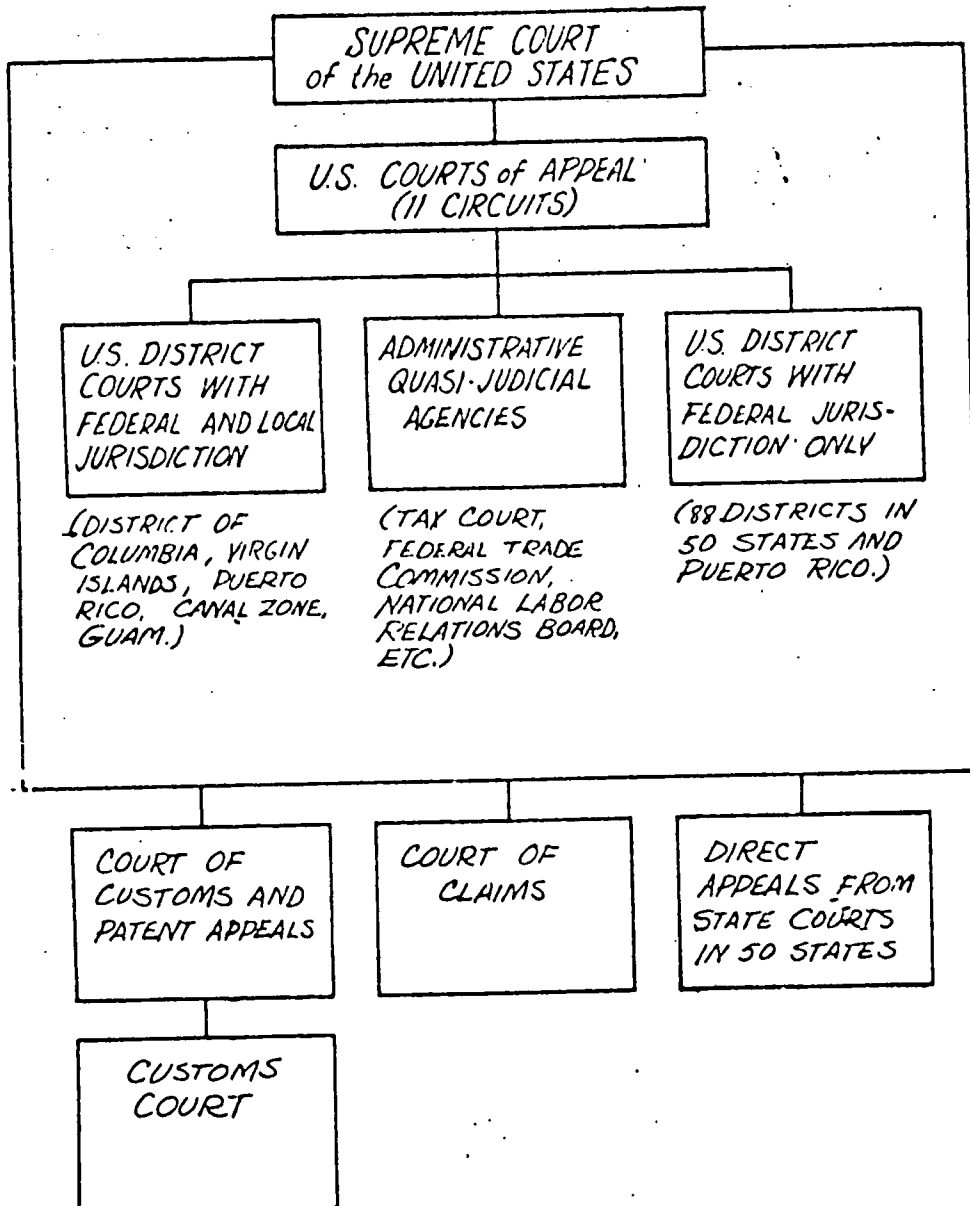 SUPREME COURT
of the UNITED STATES
U.S. COURTS of APPEAL
(11 CIRCUITS)
U.S. DISTRICT
COURTS WITH
FEDERAL AND LOCAL
JURISDICTION
(DISTRICT OF
COLUMBIA, VIRGIN
ISLANDS, PUERTO
RICO, CANAL ZONE,
GUAM.)
ADMINISTRATIVE
QUASI-JUDICIAL
AGENCIES
(TAX COURT,
FEDERAL TRADE
COMMISSION,
NATIONAL LABOR
RELATIONS BOARD,
ETC.)
U.S. DISTRICT
COURTS WITH
FEDERAL JURIS-
DICTION ONLY
(88 DISTRICTS IN
50 STATES AND
PUERTO RICO.)
COURT OF
CUSTOMS AND
PATENT APPEALS
COURT OF
CLAIMS
DIRECT
APPEALS FROM
STATE COURTS
IN 50 STATES
CUSTOMS
COURT